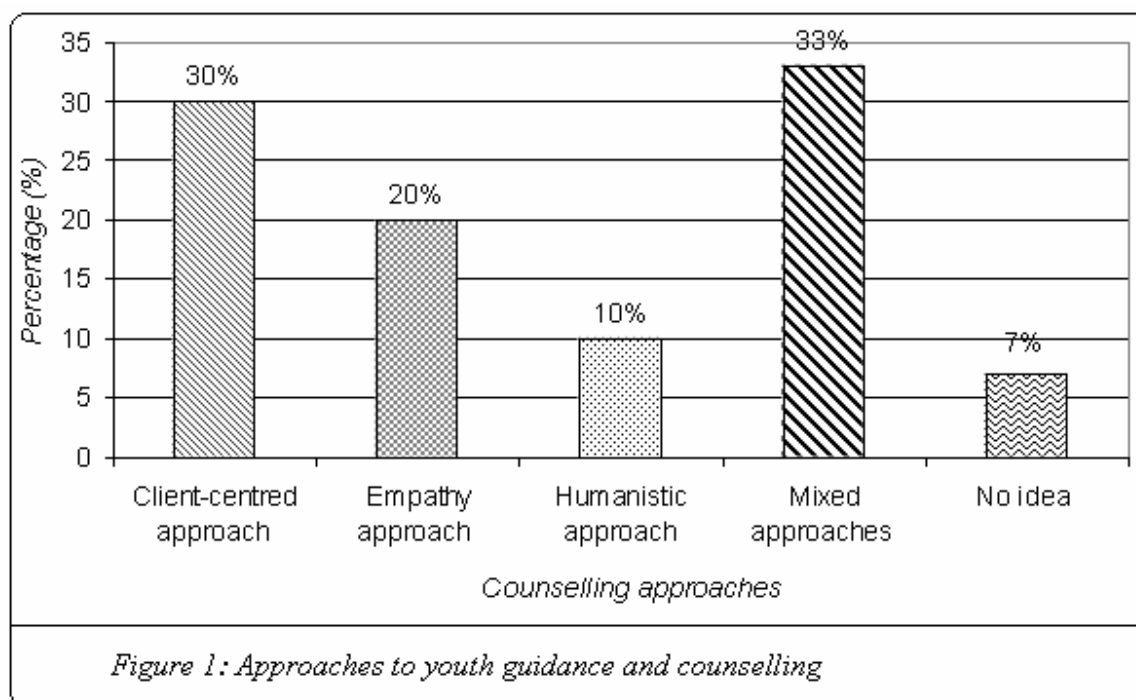 35
30
25
20
15
10
5
0
Percentage (%)
30%
20%
10%
33%
7%
Client-centred
approach
Empathy
approach
Humanistic
approach
Mixed
approaches
No idea
Counselling approaches
Figure 1: Approaches to youth guidance and counselling